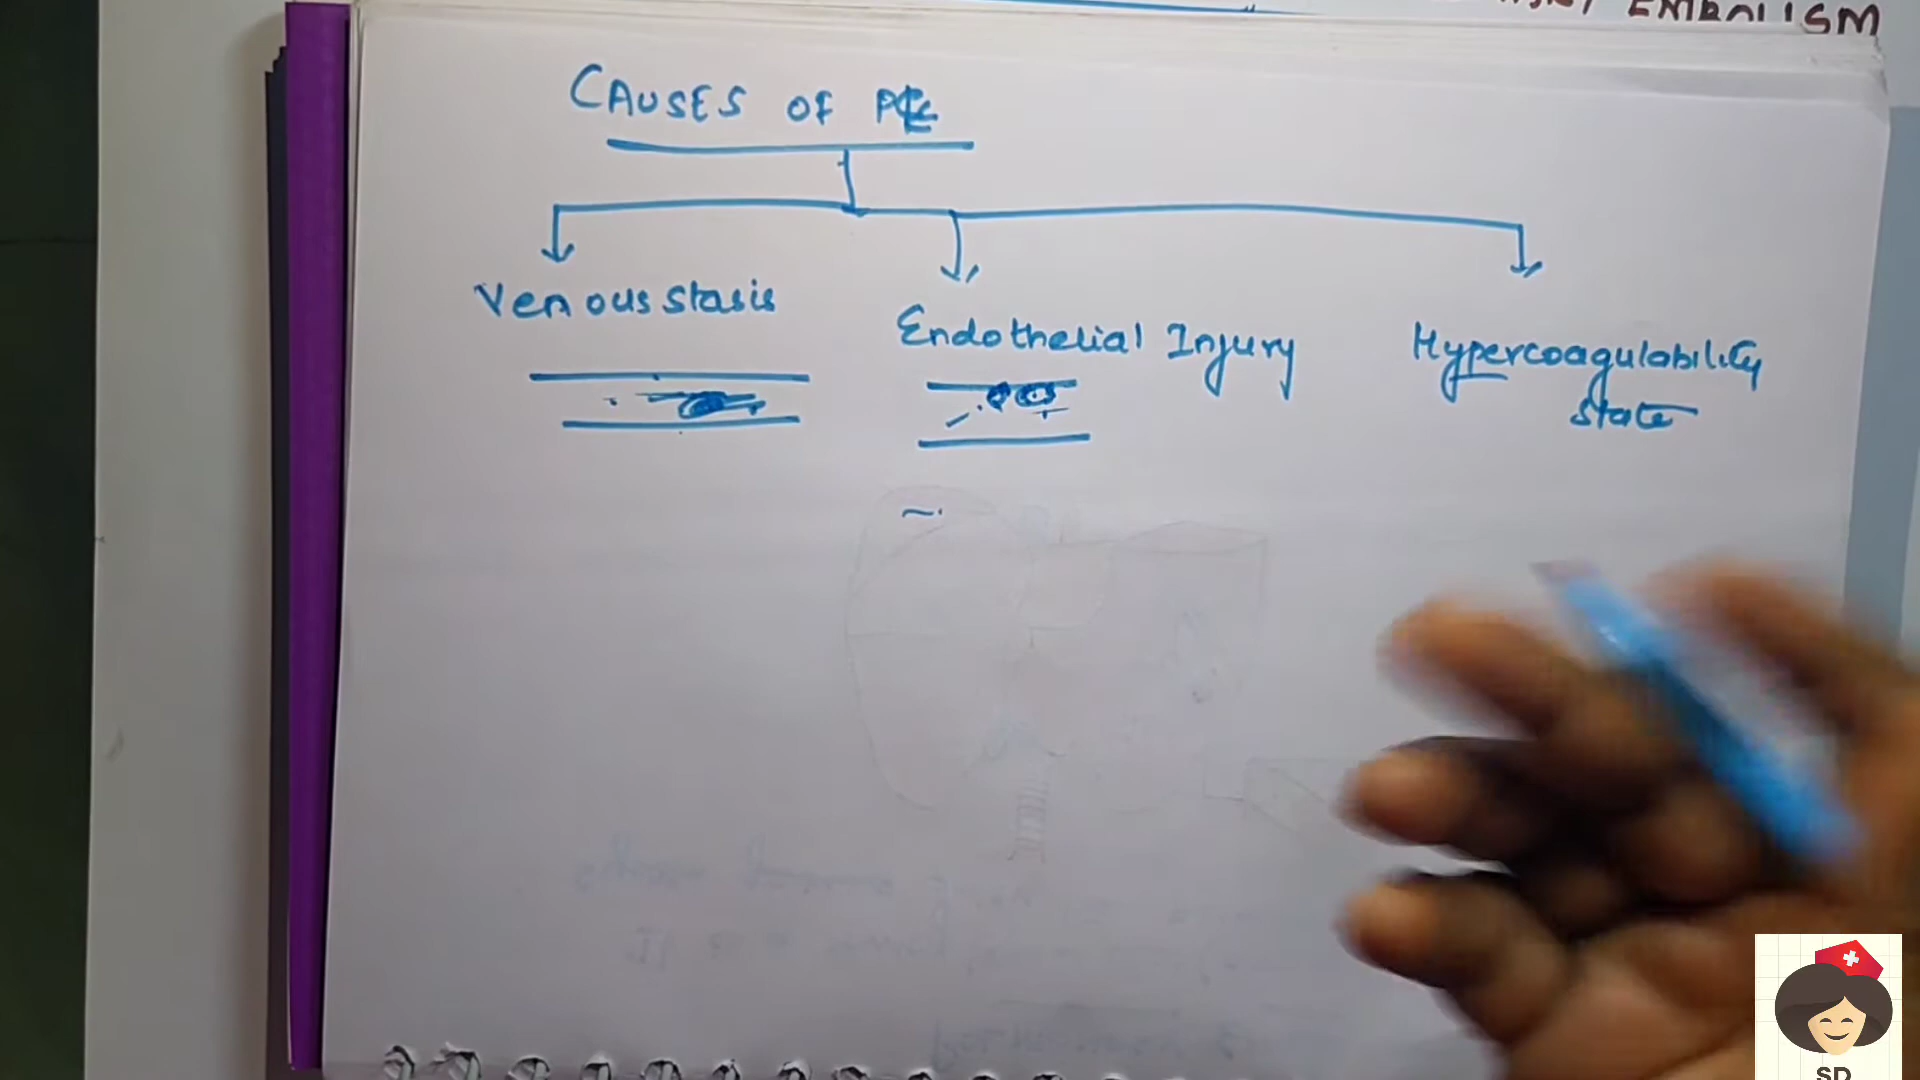 EMBOLISM
CAUSES OF PE
Venous stasis
Endothelial Injury
Hypercoagulability
state
SD